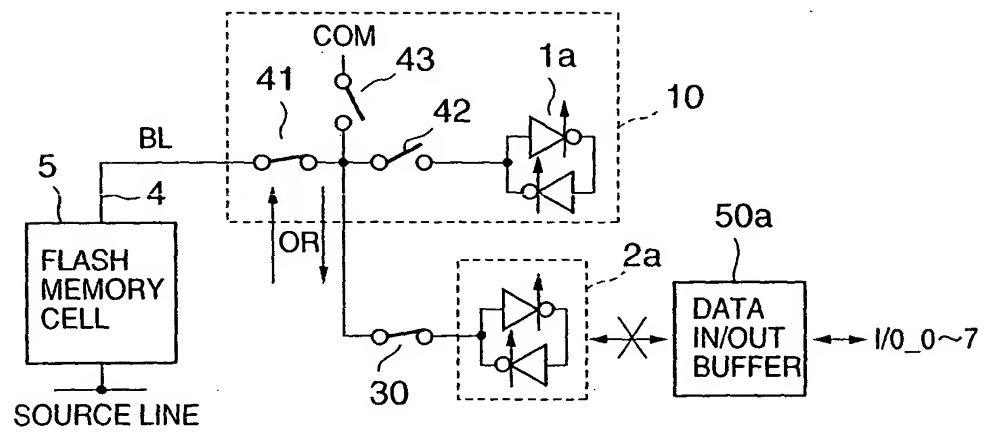 COM
43
1a
41
42
10
BL
5
4
OR
50a
2a
FLASH
MEMORY
CELL
DATA
IN/OUT
BUFFER
I/0_0~7
30
SOURCE LINE